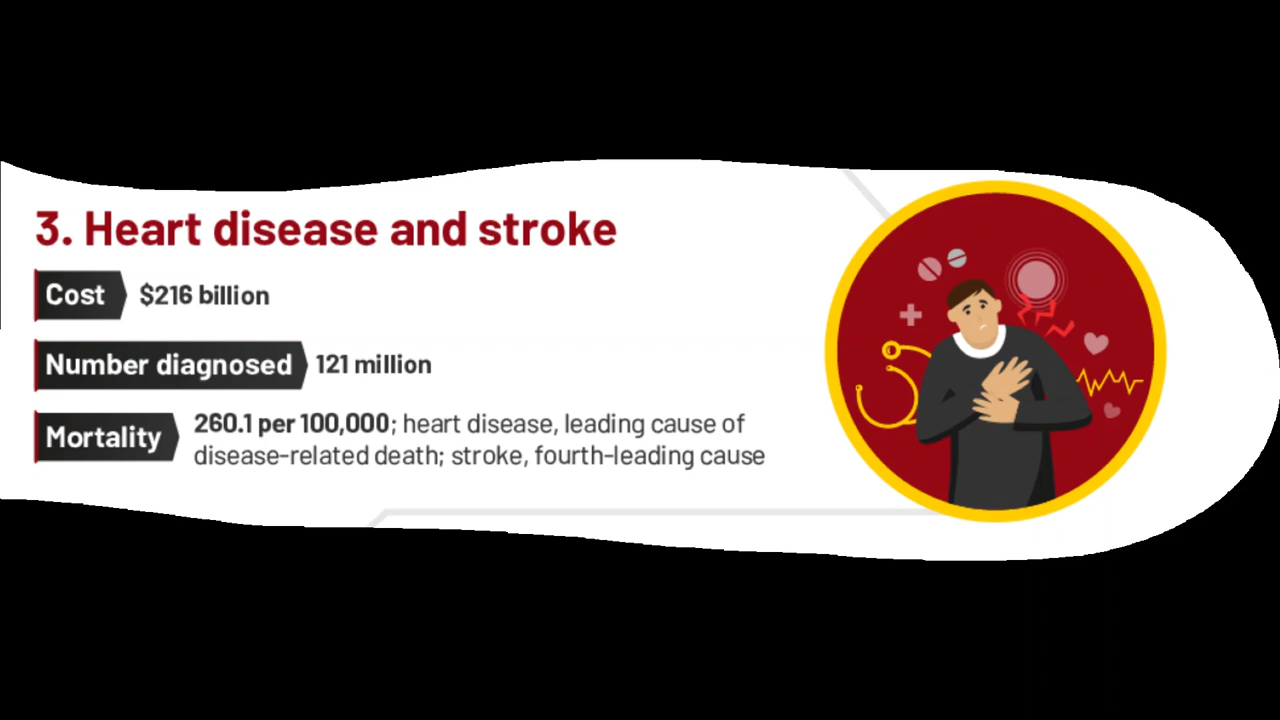 3. Heart disease and stroke
Cost $216 billion
Number diagnosed 121 million
Mortality 260.1 per 100,000; heart disease, leading cause of
disease-related death; stroke, fourth-leading cause